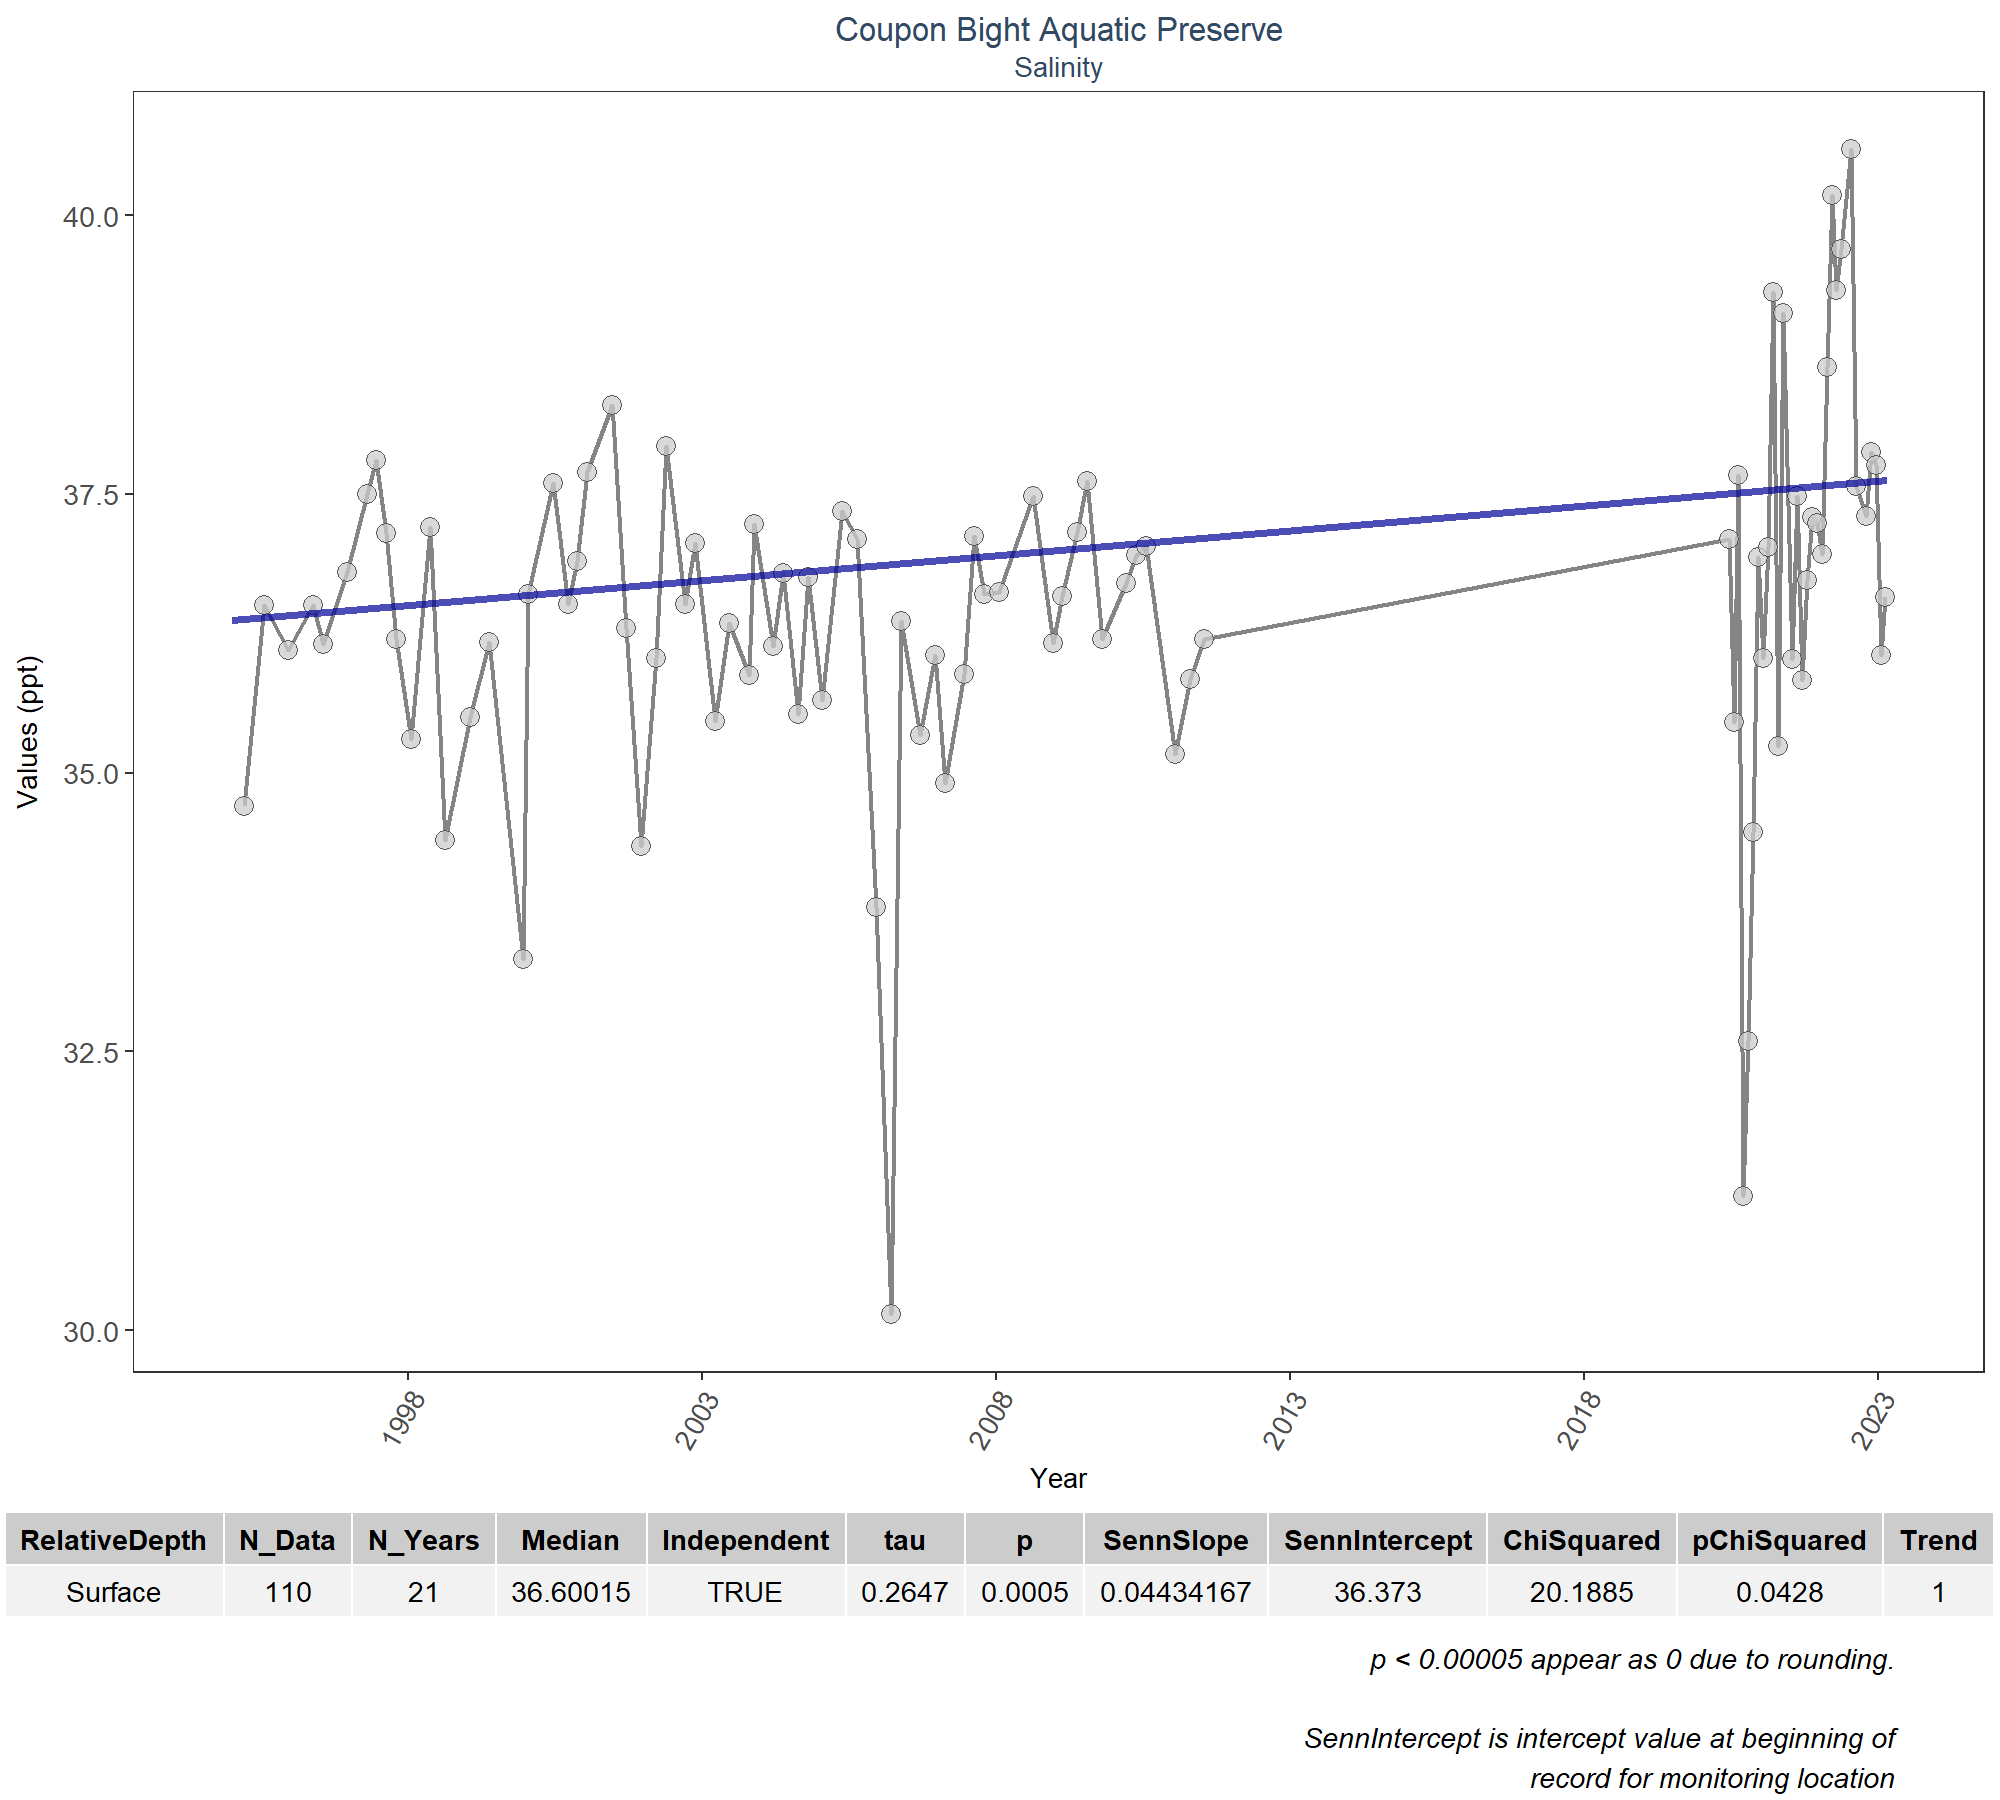 Coupon Bight Aquatic Preserve
Salinity
Values (ppt)
40.0
37.5
35.0
32.5
30.0
1998 2003 2008 2013 2018 2023
Year
RelativeDepth N_Data N_Years Median Independent tau p SennSlope SennIntercept ChiSquared pChiSquared Trend
Surface 110 21 36.60015 TRUE 0.2647 0.0005 0.04434167 36.373 20.1885 0.0428 1
p < 0.00005 appear as 0 due to rounding.
SennIntercept is intercept value at beginning of
record for monitoring location